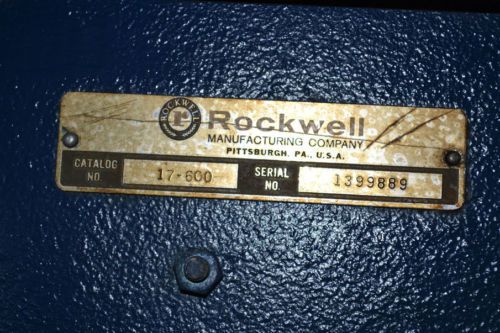 ROCKWELL
r
Rockwell
MANUFACTURING COMPANY
PITTSBURGH, PA., U.S.A.
CATALOG NO. 17-600 SERIAL NO. 1399889